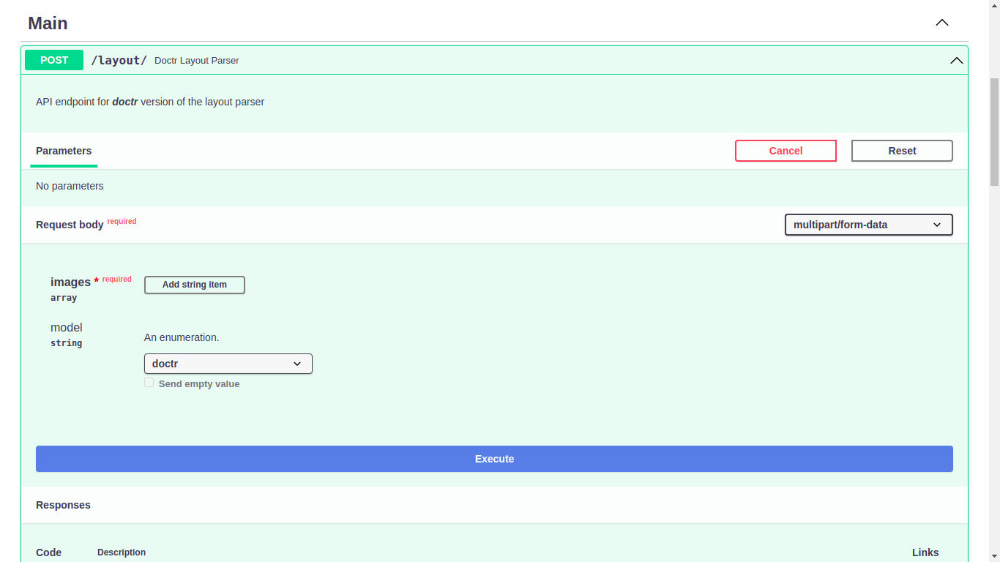 Main
POST /layout/ Doctr Layout Parser
API endpoint for doctr version of the layout parser
Parameters Cancel Reset
No parameters
Request body required multipart/form-data
images * required Add string item
array
model
An enumeration.
string
doctr
Send empty value
Execute
Responses
Code Description Links